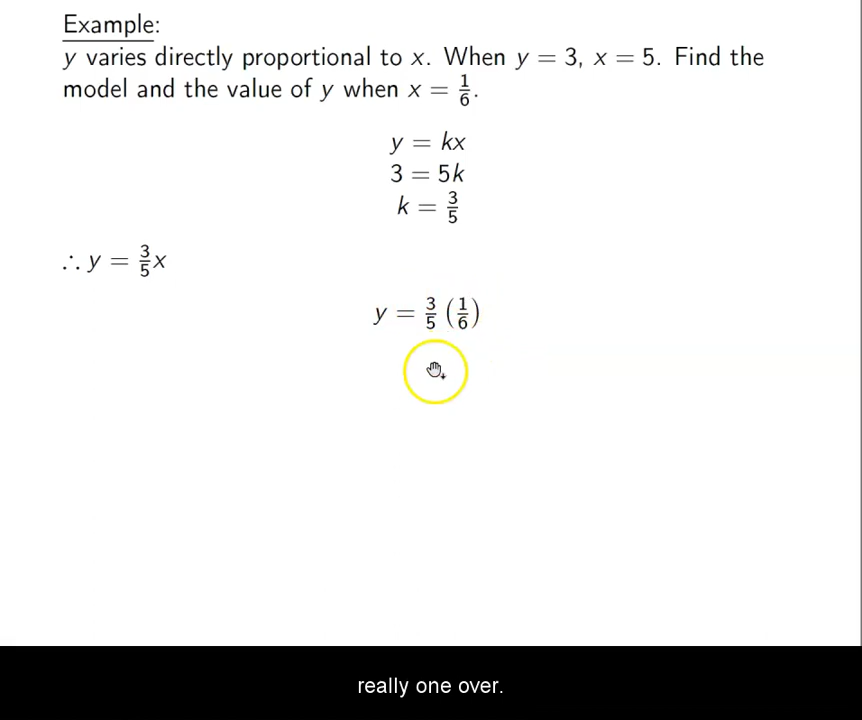 Example:
y varies directly proportional to x. When y = 3, x = 5. Find the
model and the value of y when x = 1/6.
y = kx
3 = 5k
k = 3/5
∴ y = 3/5 x
y = 3/5 (1/6)
really one over.